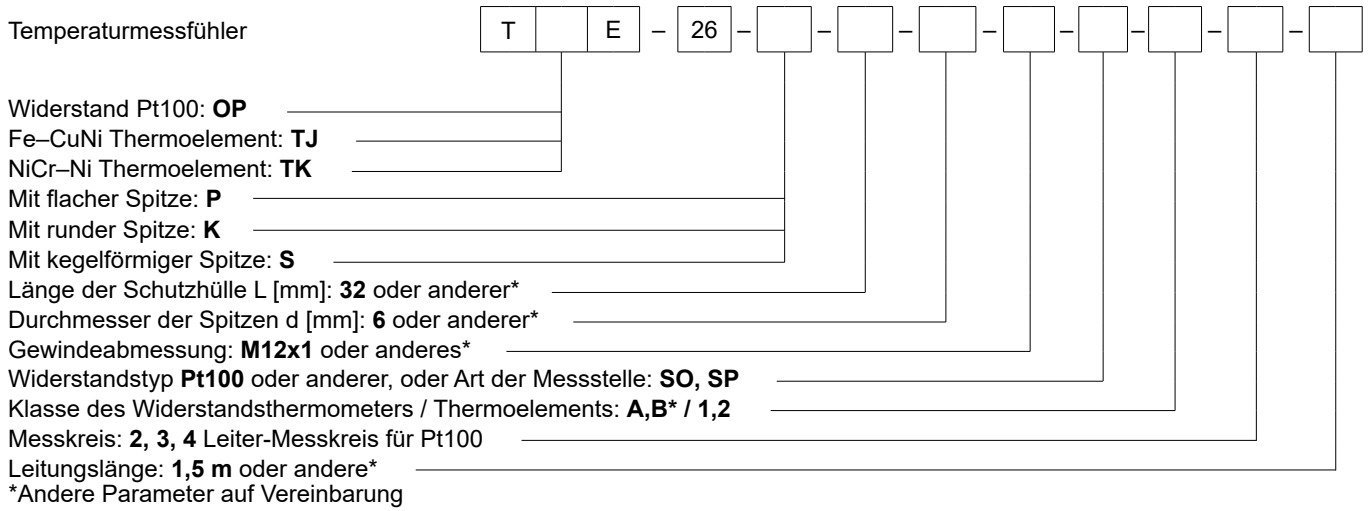 Temperaturmessfühler T E – 26 – – – – – – – –
Widerstand Pt100: OP
Fe–CuNi Thermoelement: TJ
NiCr–Ni Thermoelement: TK
Mit flacher Spitze: P
Mit runder Spitze: K
Mit kegelförmiger Spitze: S
Länge der Schutzhülle L [mm]: 32 oder anderer*
Durchmesser der Spitzen d [mm]: 6 oder anderer*
Gewindeabmessung: M12x1 oder anderes*
Widerstandstyp Pt100 oder anderer, oder Art der Messstelle: SO, SP
Klasse des Widerstandsthermometers / Thermoelements: A,B* / 1,2
Messkreis: 2, 3, 4 Leiter-Messkreis für Pt100
Leitungslänge: 1,5 m oder andere*
*Andere Parameter auf Vereinbarung